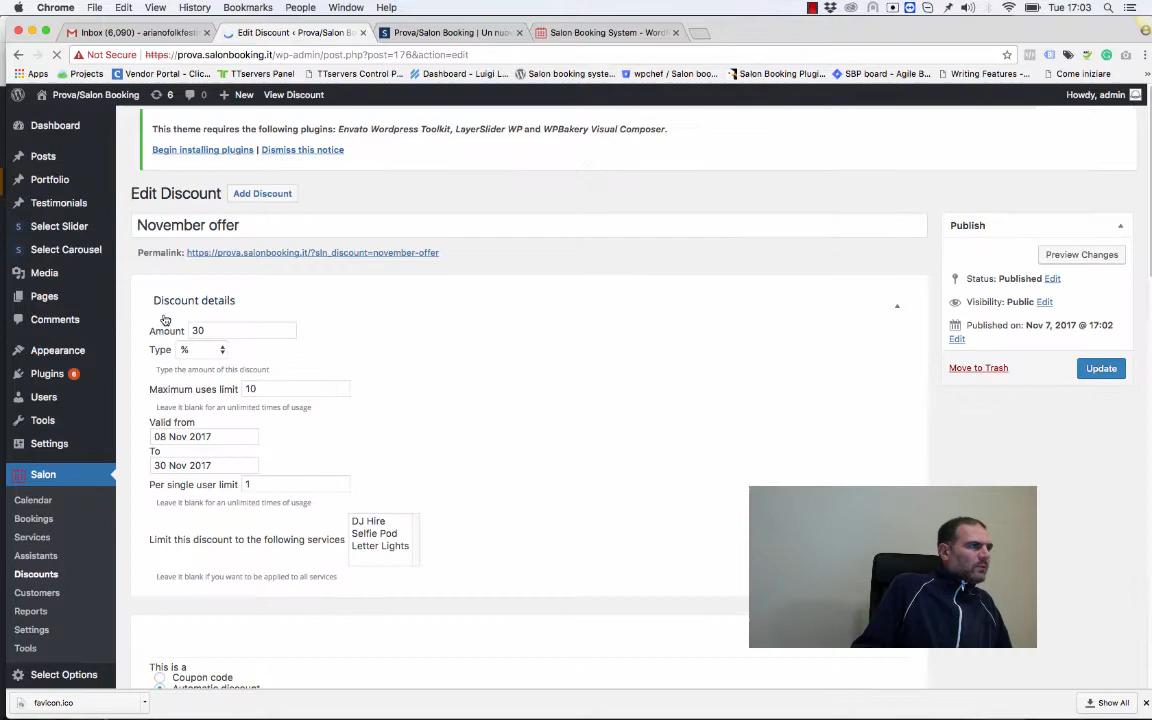 Chrome File Edit View History Bookmarks People Window Help Tue 17:03
Inbox (6,090) - arianofolkfesti × Edit Discount ‹ Prova/Salon Bo × Prova/Salon Booking | Un nuov × Salon Booking System - WordP ×
Not Secure https://prova.salonbooking.it/wp-admin/post.php?post=176&action=edit
Apps Projects Vendor Portal - Clic... TTServers Panel TTServers Control P... Dashboard - Luigi L... Salon booking syste... wpchef / Salon boo... Salon Booking Plugi... SBP board - Agile B... Writing Features -... Come iniziare
Prova/Salon Booking 6 0 New View Discount Howdy, admin
Dashboard
Posts
Portfolio
Testimonials
Select Slider
Select Carousel
Media
Pages
Comments
Appearance
Plugins 6
Users
Tools
Settings
Salon
Calendar
Bookings
Services
Assistants
Discounts
Customers
Reports
Settings
Tools
Select Options
This theme requires the following plugins: Envato Wordpress Toolkit, LayerSlider WP and WPBakery Visual Composer.
Begin installing plugins | Dismiss this notice
Edit Discount Add Discount
November offer
Permalink: https://prova.salonbooking.it/?sln_discount=november-offer
Discount details
Amount 30
Type %
Type the amount of this discount
Maximum uses limit 10
Leave it blank for an unlimited times of usage
Valid from
08 Nov 2017
To
30 Nov 2017
Per single user limit 1
Leave it blank for an unlimited times of usage
DJ Hire
Selfie Pod
Limit this discount to the following services
Letter Lights
Leave it blank if you want to be applied to all services
This is a
Coupon code
Automatic discount
Publish
Preview Changes
Status: Published Edit
Visibility: Public Edit
Published on: Nov 7, 2017 @ 17:02
Edit
Move to Trash Update
favicon.ico Show All